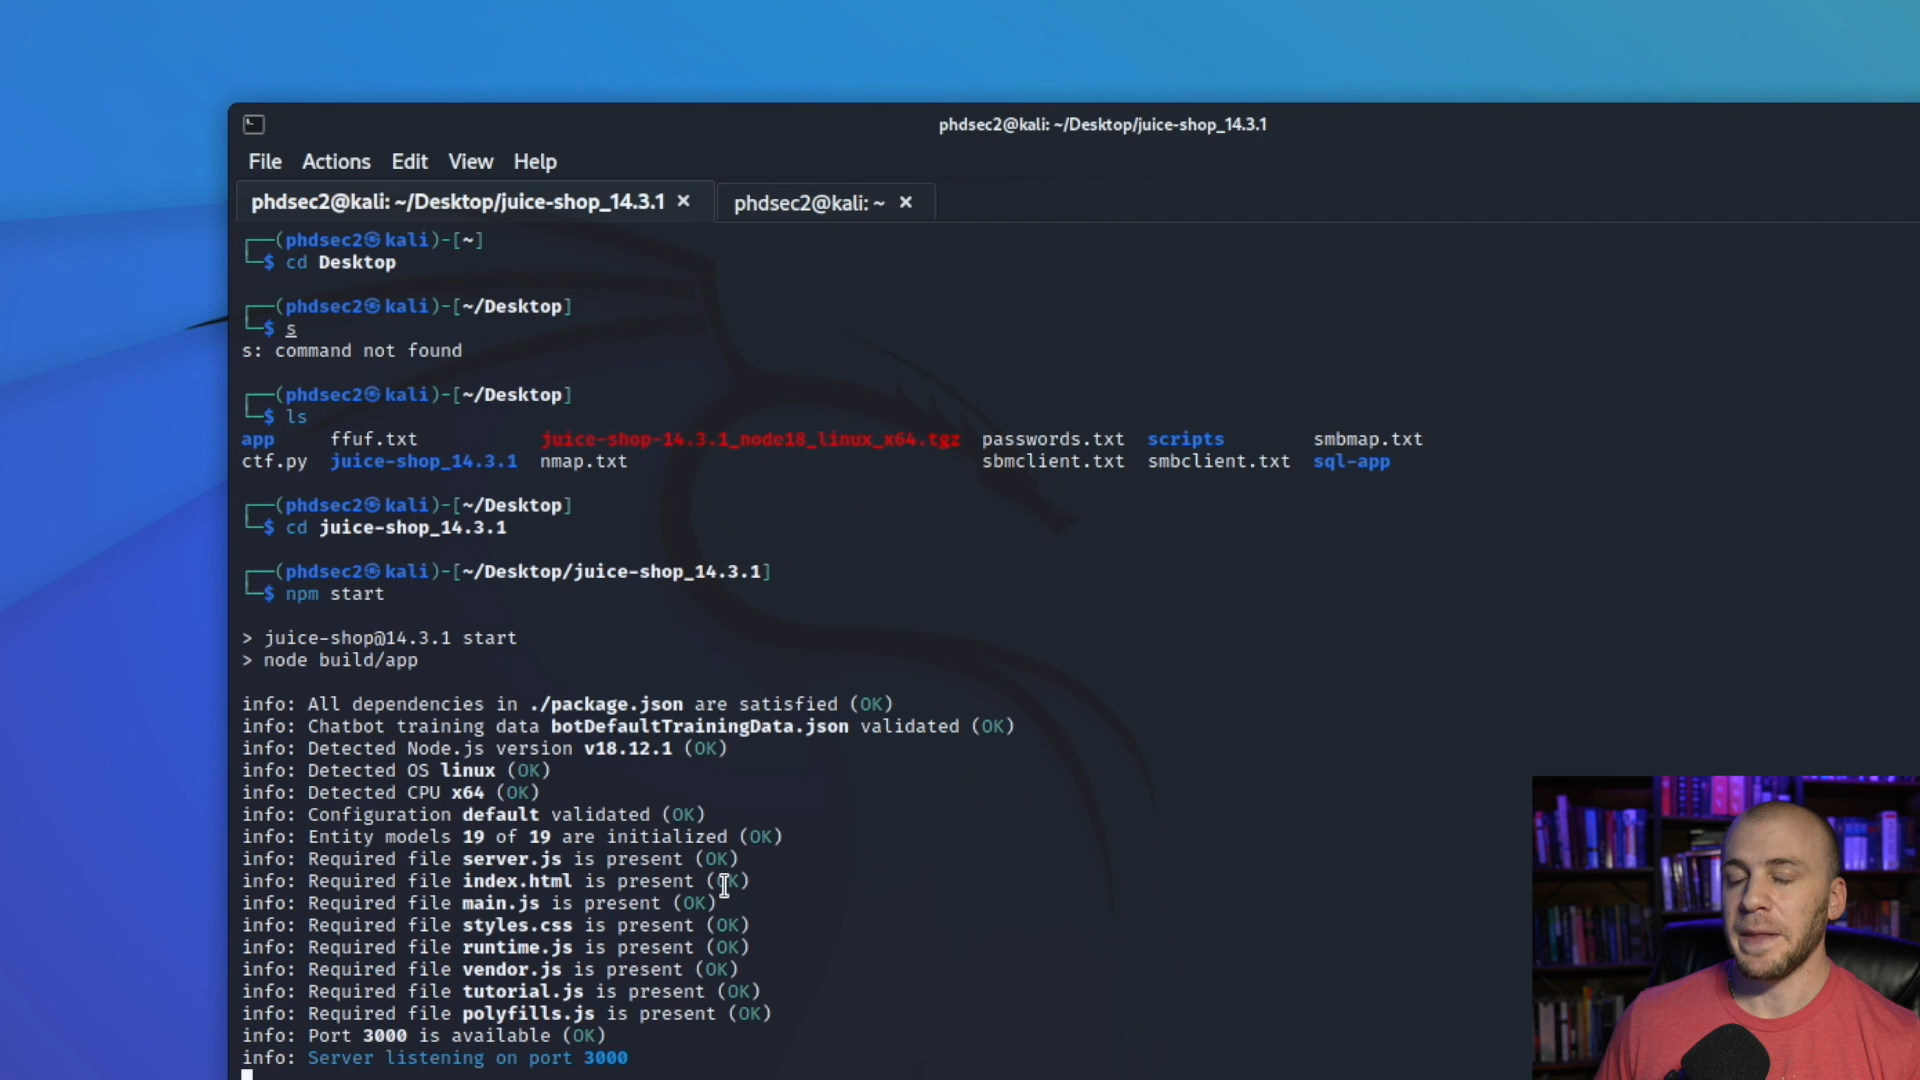 phdsec2@kali: ~/Desktop/juice-shop_14.3.1
File Actions Edit View Help
phdsec2@kali: ~/Desktop/juice-shop_14.3.1 × phdsec2@kali: ~ ×
┌──(phdsec2㉿kali)-[~]
└─$ cd Desktop
┌──(phdsec2㉿kali)-[~/Desktop]
└─$ s
s: command not found
┌──(phdsec2㉿kali)-[~/Desktop]
└─$ ls
app ffuf.txt juice-shop-14.3.1_node18_linux_x64.tgz passwords.txt scripts smbmap.txt
ctf.py juice-shop_14.3.1 nmap.txt sbmclient.txt smbclient.txt sql-app
┌──(phdsec2㉿kali)-[~/Desktop]
└─$ cd juice-shop_14.3.1
┌──(phdsec2㉿kali)-[~/Desktop/juice-shop_14.3.1]
└─$ npm start
> juice-shop@14.3.1 start
> node build/app
info: All dependencies in ./package.json are satisfied (OK)
info: Chatbot training data botDefaultTrainingData.json validated (OK)
info: Detected Node.js version v18.12.1 (OK)
info: Detected OS linux (OK)
info: Detected CPU x64 (OK)
info: Configuration default validated (OK)
info: Entity models 19 of 19 are initialized (OK)
info: Required file server.js is present (OK)
info: Required file index.html is present (OK)
info: Required file main.js is present (OK)
info: Required file styles.css is present (OK)
info: Required file runtime.js is present (OK)
info: Required file vendor.js is present (OK)
info: Required file tutorial.js is present (OK)
info: Required file polyfills.js is present (OK)
info: Port 3000 is available (OK)
info: Server listening on port 3000